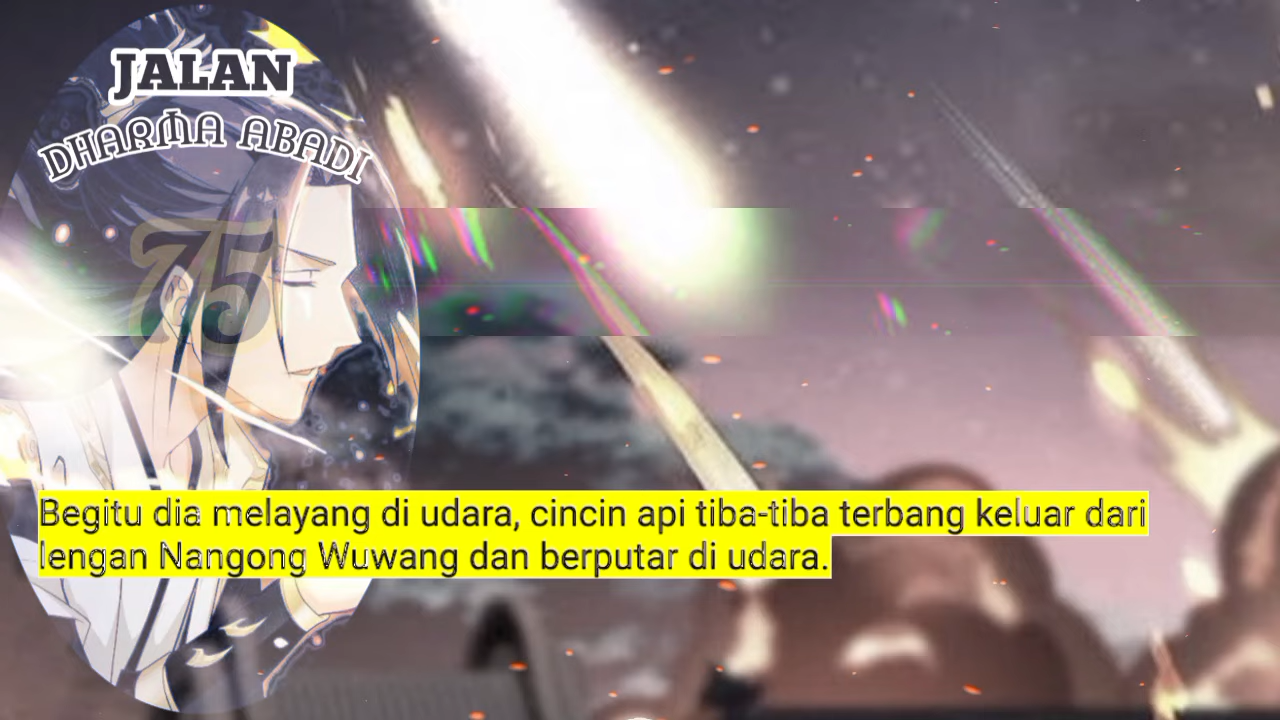 JALAN
DHARMA ABADI
75
Begitu dia melayang di udara, cincin api tiba-tiba terbang keluar dari
lengan Nangong Wuwang dan berputar di udara.